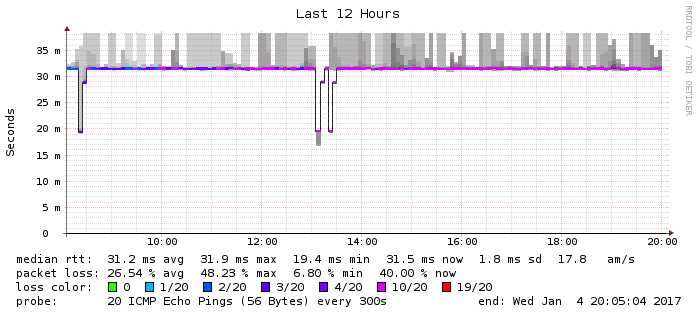 Last 12 Hours
RRDTOOL / TOBI OETIKER
Seconds
35 m
30 m
25 m
20 m
15 m
10 m
5 m
0
10:00 12:00 14:00 16:00 18:00 20:00
median rtt: 31.2 ms avg 31.9 ms max 19.4 ms min 31.5 ms now 1.8 ms sd 17.8 am/s
packet loss: 26.54 % avg 48.23 % max 6.80 % min 40.00 % now
loss color: 0 1/20 2/20 3/20 4/20 10/20 19/20
probe: 20 ICMP Echo Pings (56 Bytes) every 300s end: Wed Jan 4 20:05:04 2017